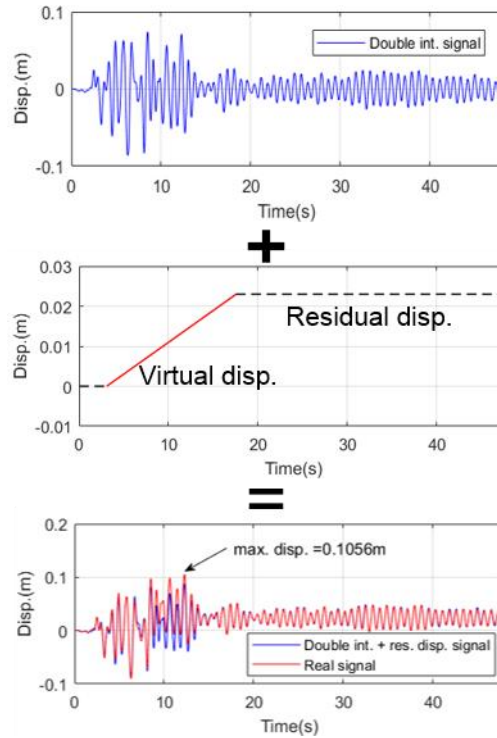 0.1
Double int. signal
Disp.(m)
0
-0.1
0 10 20 30 40
Time(s)
+
0.03
0.02
Residual disp.
Disp.(m)
0.01
Virtual disp.
0
-0.01
0 10 20 30 40
Time(s)
=
0.2
max. disp. =0.1056m
0.1
Disp.(m)
0
Double int. + res. disp. signal
Real signal
-0.1
0 10 20 30 40
Time(s)